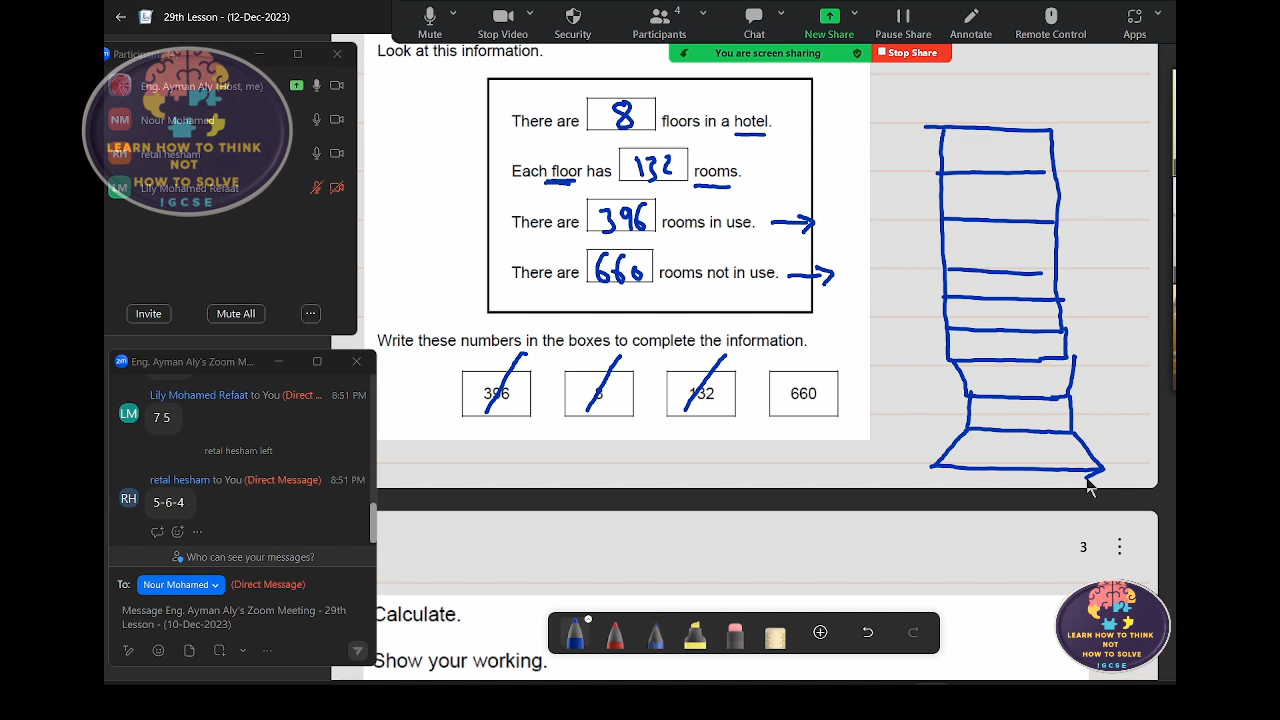 29th Lesson - (12-Dec-2023)
Mute
Stop Video
Security
4
Participants
Chat
New Share
Pause Share
Annotate
Remote Control
Apps
You are screen sharing
Stop Share
Eng. Ayman Aly (Host, me)
NM Nour Mohamed
RH retal hesham
LM Lily Mohamed Refaat
LEARN HOW TO THINK
NOT
HOW TO SOLVE
IGCSE
Invite
Mute All
Eng. Ayman Aly's Zoom M...
Lily Mohamed Refaat to You (Direct ... 6:51 PM
LM
7 5
retal hesham left
retal hesham to You (Direct Message) 8:51 PM
RH
5-6-4
Who can see your messages?
To: Nour Mohamed (Direct Message)
Message Eng. Ayman Aly's Zoom Meeting - 29th
Lesson - (10-Dec-2023)
Look at this information.
There are 8 floors in a hotel.
Each floor has 132 rooms.
There are 396 rooms in use.
There are 660 rooms not in use.
Write these numbers in the boxes to complete the information.
396 8 132 660
3
Calculate.
Show your working.
LEARN HOW TO THINK
NOT
HOW TO SOLVE
IGCSE